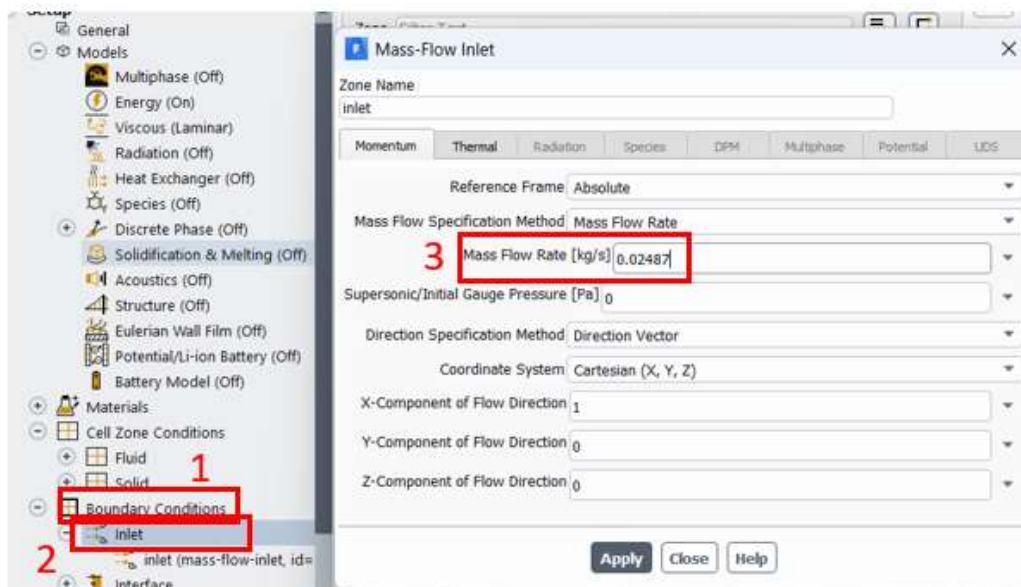 Setup
General
Models
Multiphase (Off)
Energy (On)
Viscous (Laminar)
Radiation (Off)
Heat Exchanger (Off)
Species (Off)
Discrete Phase (Off)
Solidification & Melting (Off)
Acoustics (Off)
Structure (Off)
Eulerian Wall Film (Off)
Potential/Li-ion Battery (Off)
Battery Model (Off)
Materials
Cell Zone Conditions
Fluid
1
Solid
Boundary Conditions
Inlet
2
inlet (mass-flow-inlet, id=
Interface
Zone Filter Text
Mass-Flow Inlet
Zone Name
inlet
Momentum Thermal Radiation Species DPM Multiphase Potential UDS
Reference Frame Absolute
Mass Flow Specification Method Mass Flow Rate
3 Mass Flow Rate [kg/s] 0.02487
Supersonic/Initial Gauge Pressure [Pa] 0
Direction Specification Method Direction Vector
Coordinate System Cartesian (X, Y, Z)
X-Component of Flow Direction 1
Y-Component of Flow Direction 0
Z-Component of Flow Direction 0
Apply Close Help